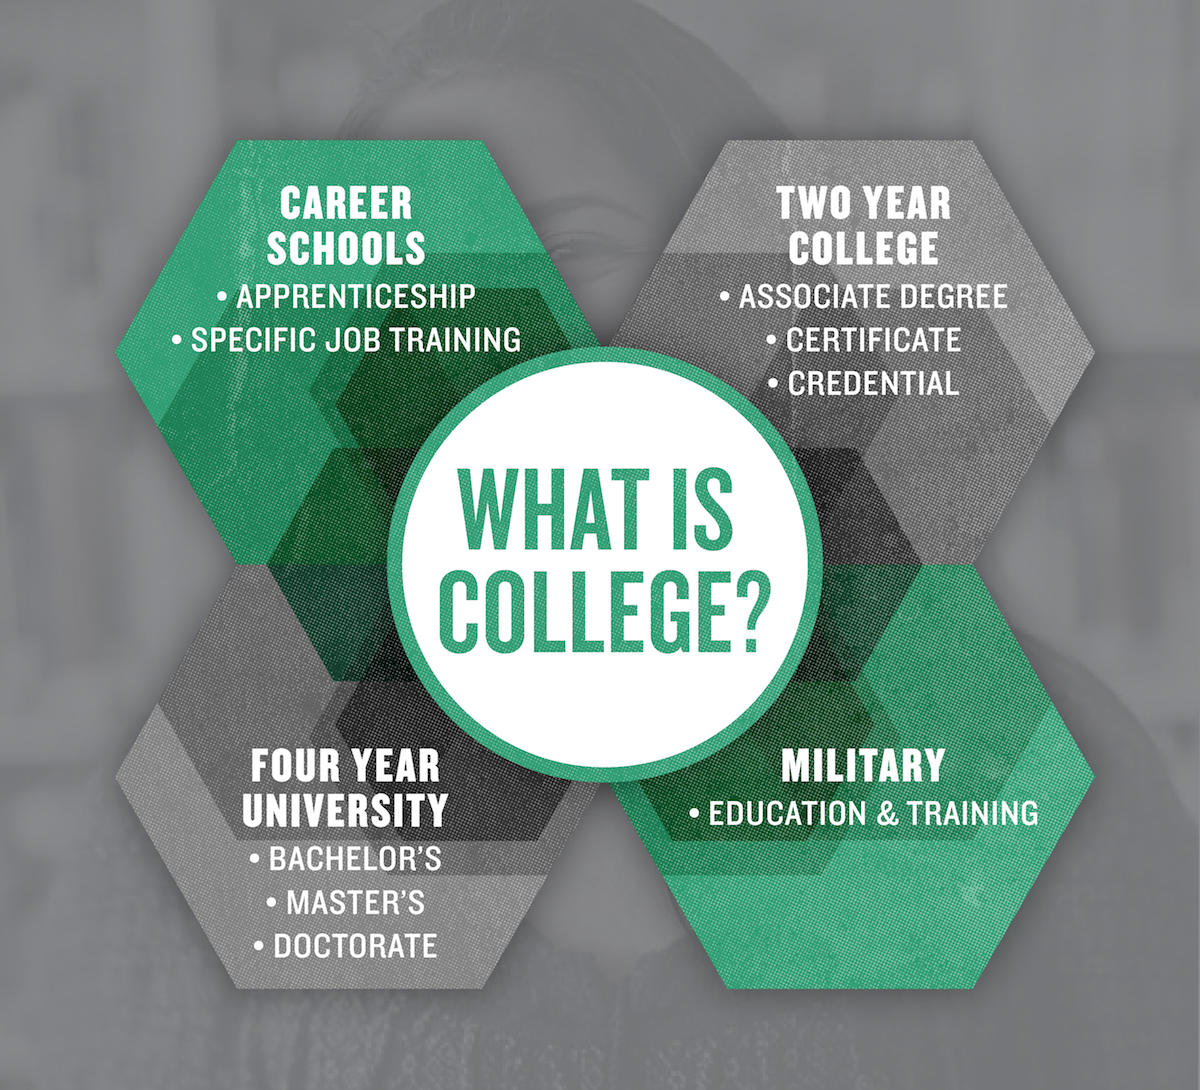 CAREER
SCHOOLS
• APPRENTICESHIP
• SPECIFIC JOB TRAINING
TWO YEAR
COLLEGE
• ASSOCIATE DEGREE
• CERTIFICATE
• CREDENTIAL
WHAT IS
COLLEGE?
FOUR YEAR
UNIVERSITY
• BACHELOR’S
• MASTER’S
• DOCTORATE
MILITARY
• EDUCATION & TRAINING